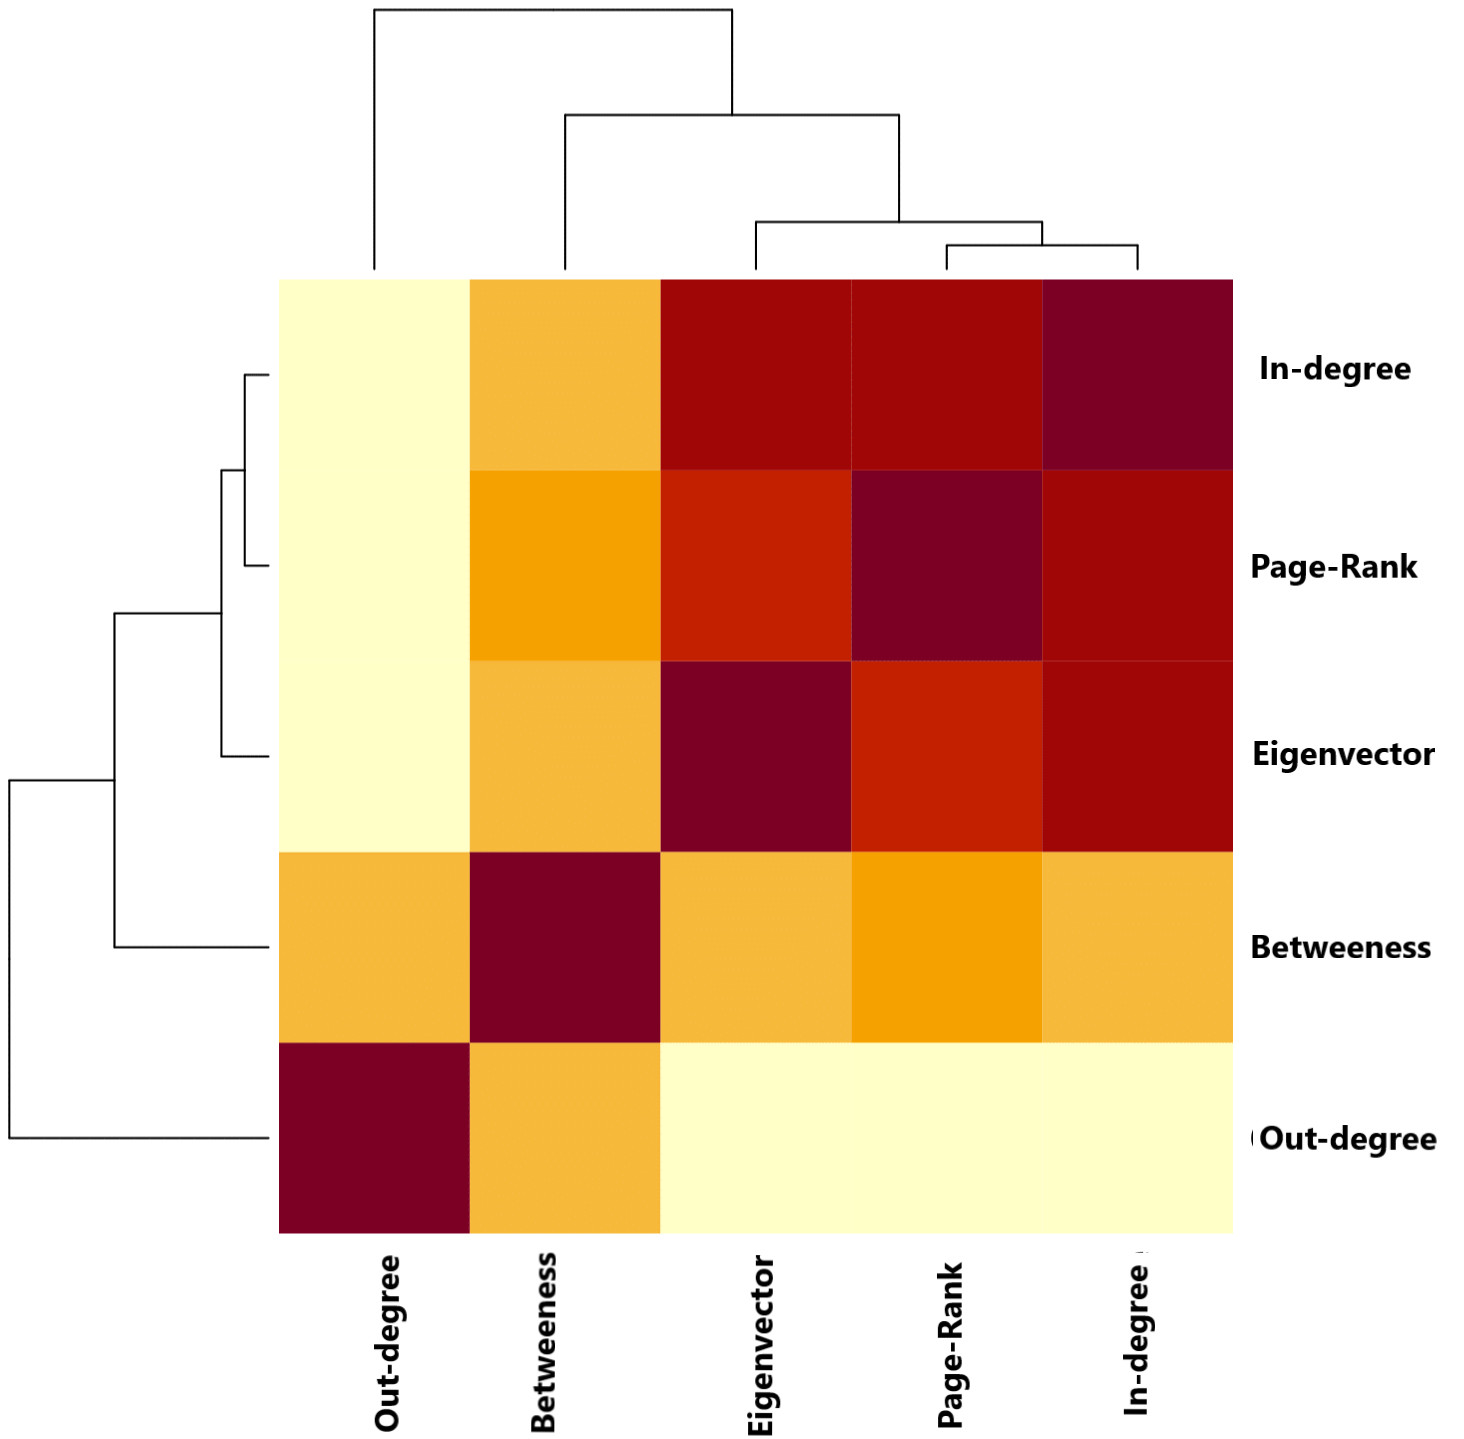 In-degree
Page-Rank
Eigenvector
Betweeness
Out-degree
Out-degree
Betweeness
Eigenvector
Page-Rank
In-degree